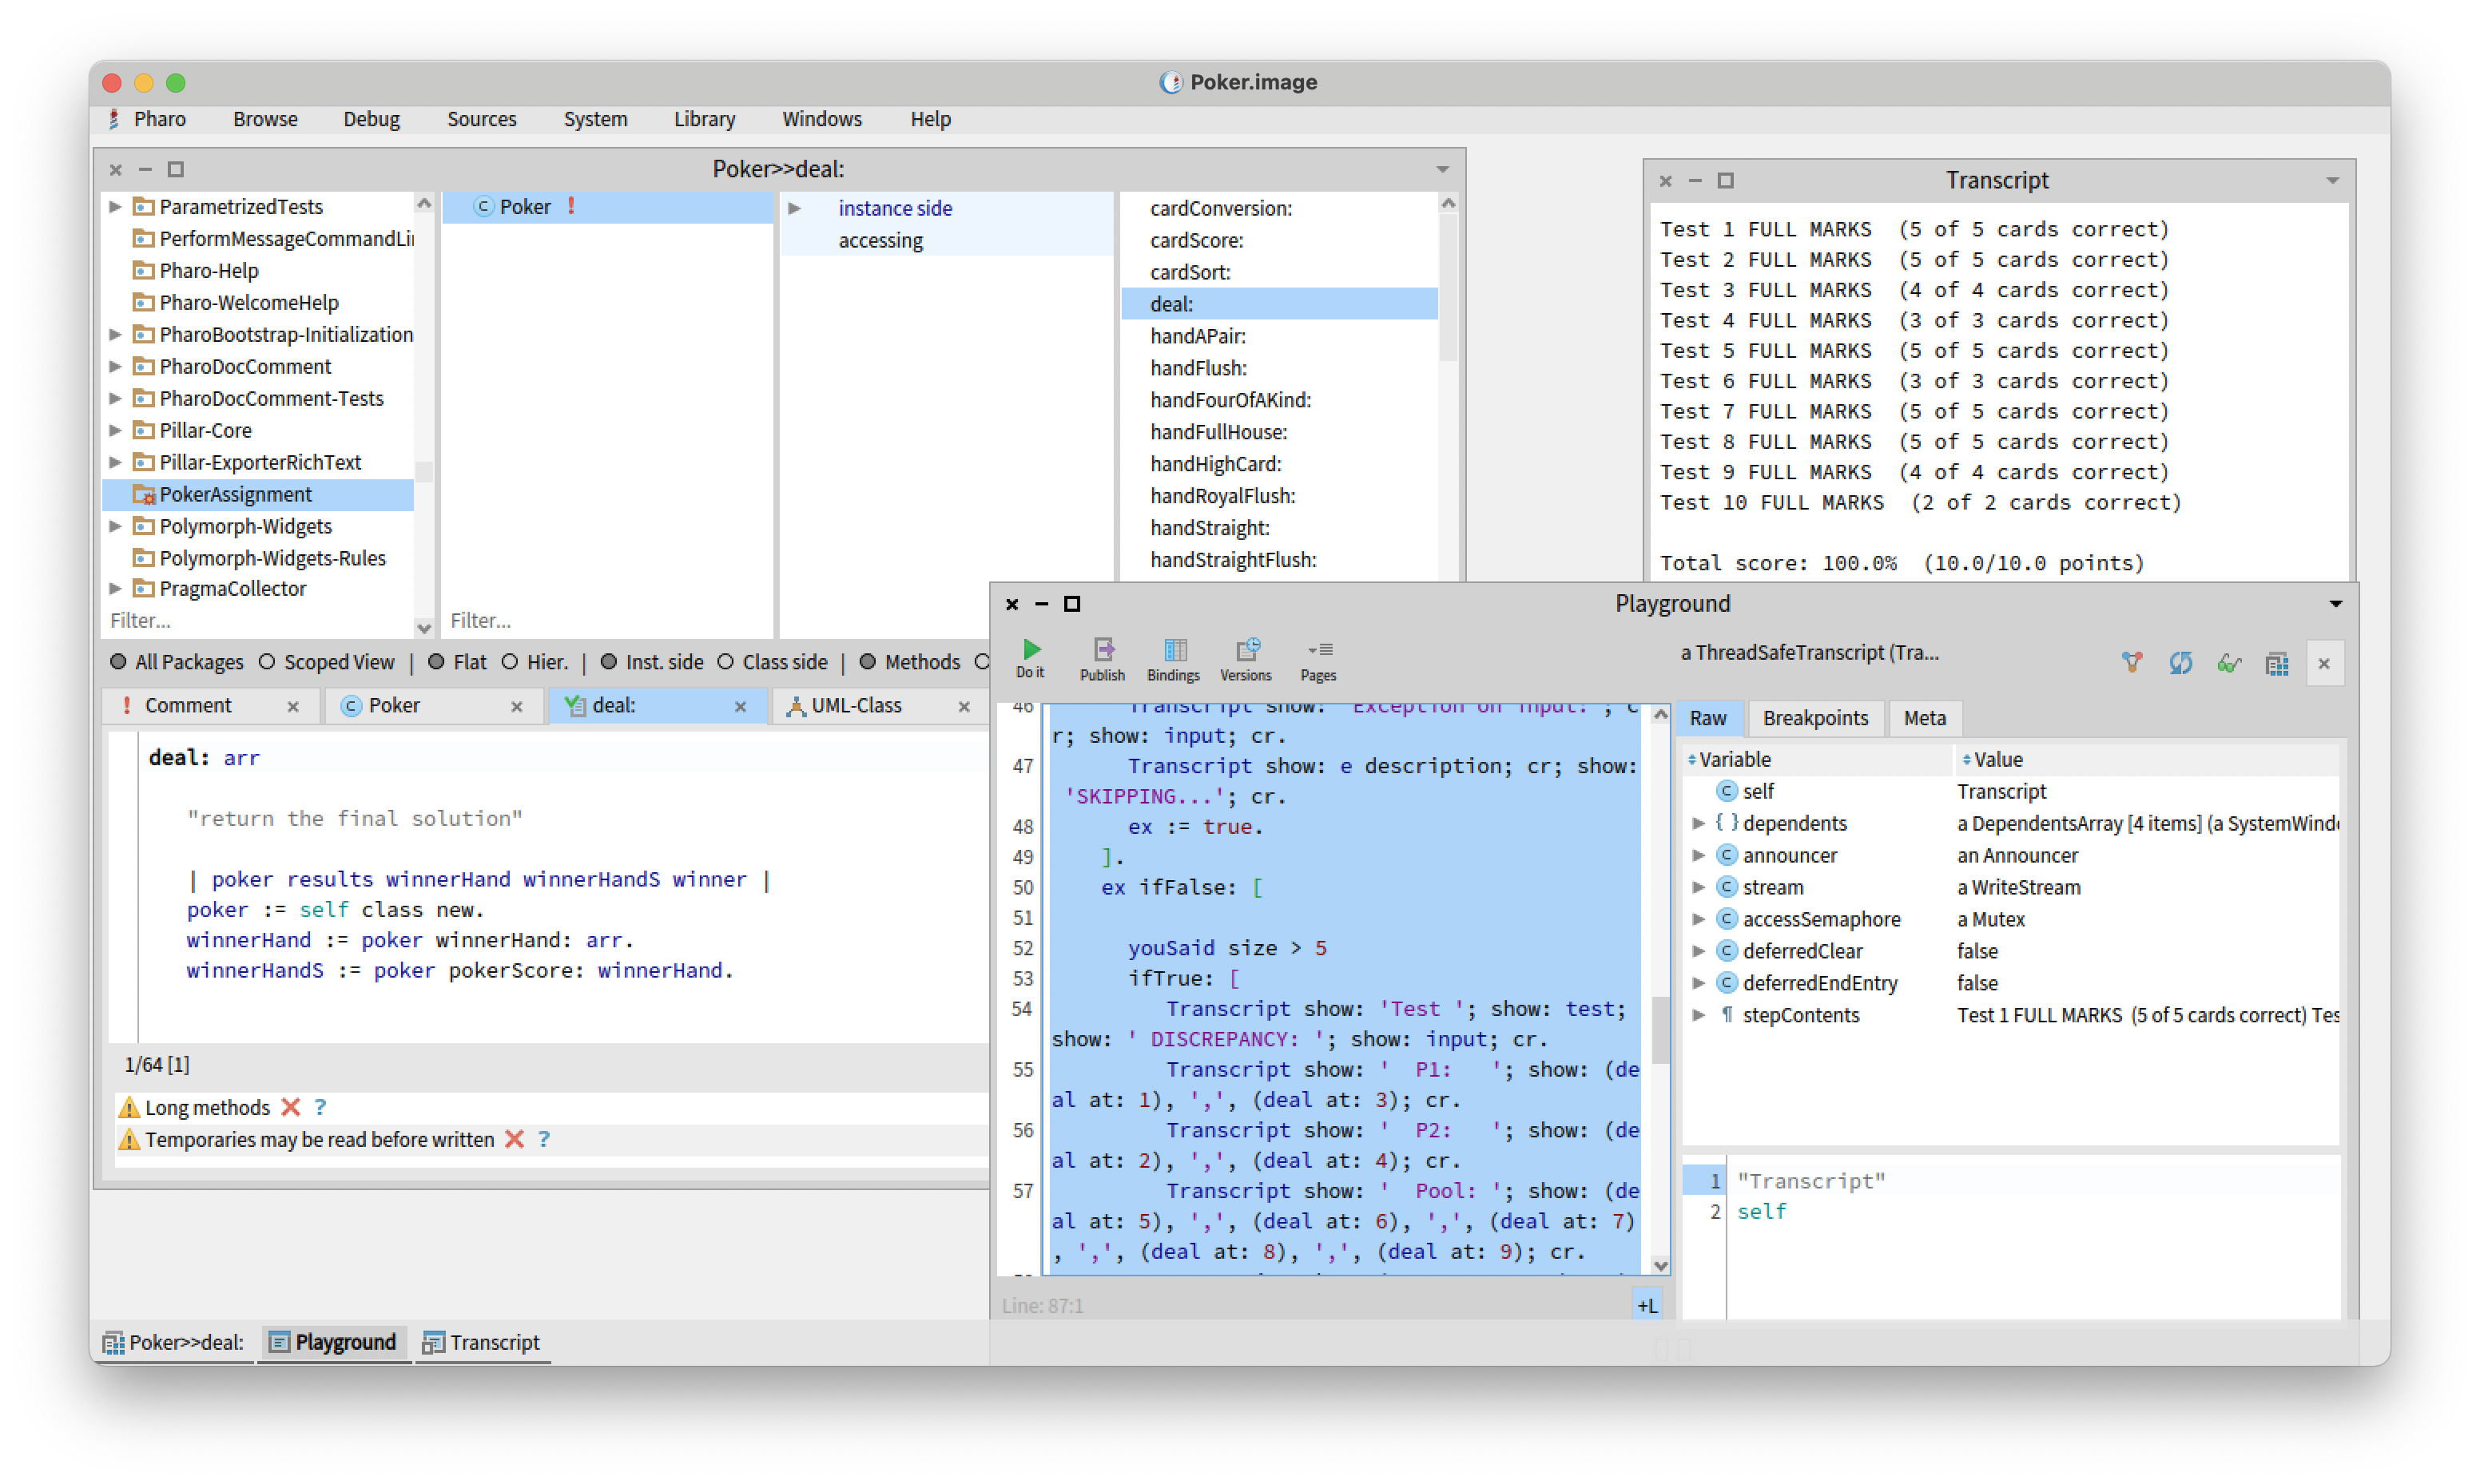 Poker.image
Pharo Browse Debug Sources System Library Windows Help
Poker>>deal:
ParametrizedTests
PerformMessageCommandLi
Pharo-Help
Pharo-WelcomeHelp
PharoBootstrap-Initialization
PharoDocComment
PharoDocComment-Tests
Pillar-Core
Pillar-ExporterRichText
PokerAssignment
Polymorph-Widgets
Polymorph-Widgets-Rules
PragmaCollector
Filter...
Poker !
Filter...
instance side
accessing
cardConversion:
cardScore:
cardSort:
deal:
handAPair:
handFlush:
handFourOfAKind:
handFullHouse:
handHighCard:
handRoyalFlush:
handStraight:
handStraightFlush:
All Packages Scoped View | Flat Hier. | Inst. side Class side | Methods
! Comment
Poker
deal:
UML-Class
deal: arr
"return the final solution"
| poker results winnerHand winnerHandS winner |
poker := self class new.
winnerHand := poker winnerHand: arr.
winnerHandS := poker pokerScore: winnerHand.
1/64 [1]
Long methods ?
Temporaries may be read before written ?
Transcript
Test 1 FULL MARKS (5 of 5 cards correct)
Test 2 FULL MARKS (5 of 5 cards correct)
Test 3 FULL MARKS (4 of 4 cards correct)
Test 4 FULL MARKS (3 of 3 cards correct)
Test 5 FULL MARKS (5 of 5 cards correct)
Test 6 FULL MARKS (3 of 3 cards correct)
Test 7 FULL MARKS (5 of 5 cards correct)
Test 8 FULL MARKS (5 of 5 cards correct)
Test 9 FULL MARKS (4 of 4 cards correct)
Test 10 FULL MARKS (2 of 2 cards correct)
Total score: 100.0% (10.0/10.0 points)
Playground
Do it Publish Bindings Versions Pages
46 Transcript show: 'Exception on input: '; c
r; show: input; cr.
47 Transcript show: e description; cr; show:
'SKIPPING...'; cr.
48 ex := true.
49 ].
50 ex ifFalse: [
51
52 youSaid size > 5
53 ifTrue: [
54 Transcript show: 'Test '; show: test;
show: ' DISCREPANCY: '; show: input; cr.
55 Transcript show: '  P1:   '; show: (de
al at: 1), ',', (deal at: 3); cr.
56 Transcript show: '  P2:   '; show: (de
al at: 2), ',', (deal at: 4); cr.
57 Transcript show: '  Pool: '; show: (de
al at: 5), ',', (deal at: 6), ',', (deal at: 7)
, ',', (deal at: 8), ',', (deal at: 9); cr.
Line: 87:1
+L
a ThreadSafeTranscript (Tra...
Raw Breakpoints Meta
Variable Value
self Transcript
dependents a DependentsArray [4 items] (a SystemWind
announcer an Announcer
stream a WriteStream
accessSemaphore a Mutex
deferredClear false
deferredEndEntry false
stepContents Test 1 FULL MARKS (5 of 5 cards correct) Tes
1 "Transcript"
2 self
Poker>>deal: Playground Transcript